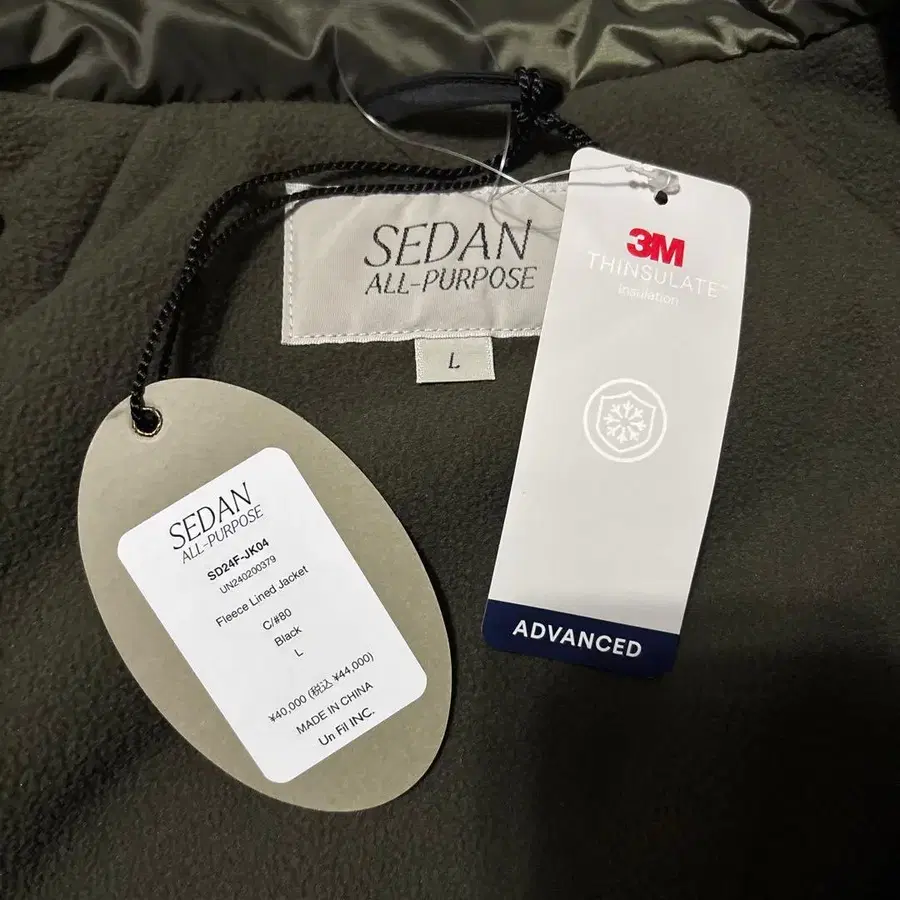 SEDAN
ALL-PURPOSE
L
3M
THINSULATE™
Insulation
ADVANCED
SEDAN
ALL-PURPOSE
SD24F-JK04
UN240200379
Fleece Lined Jacket
C/#80
Black
L
¥40,000 (税込 ¥44,000)
MADE IN CHINA
Un Fil INC.